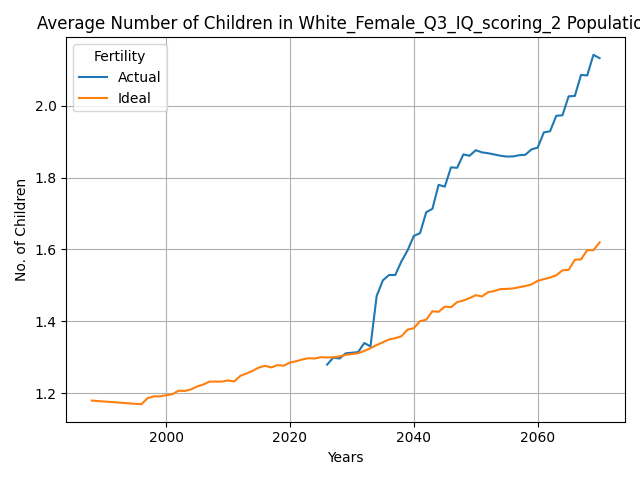 Average Number of Children in White_Female_Q3_IQ_scoring_2 Populatio
Fertility
Actual
Ideal
2.0
1.8
1.6
1.4
1.2
No. of Children
2000
2020
2040
2060
Years